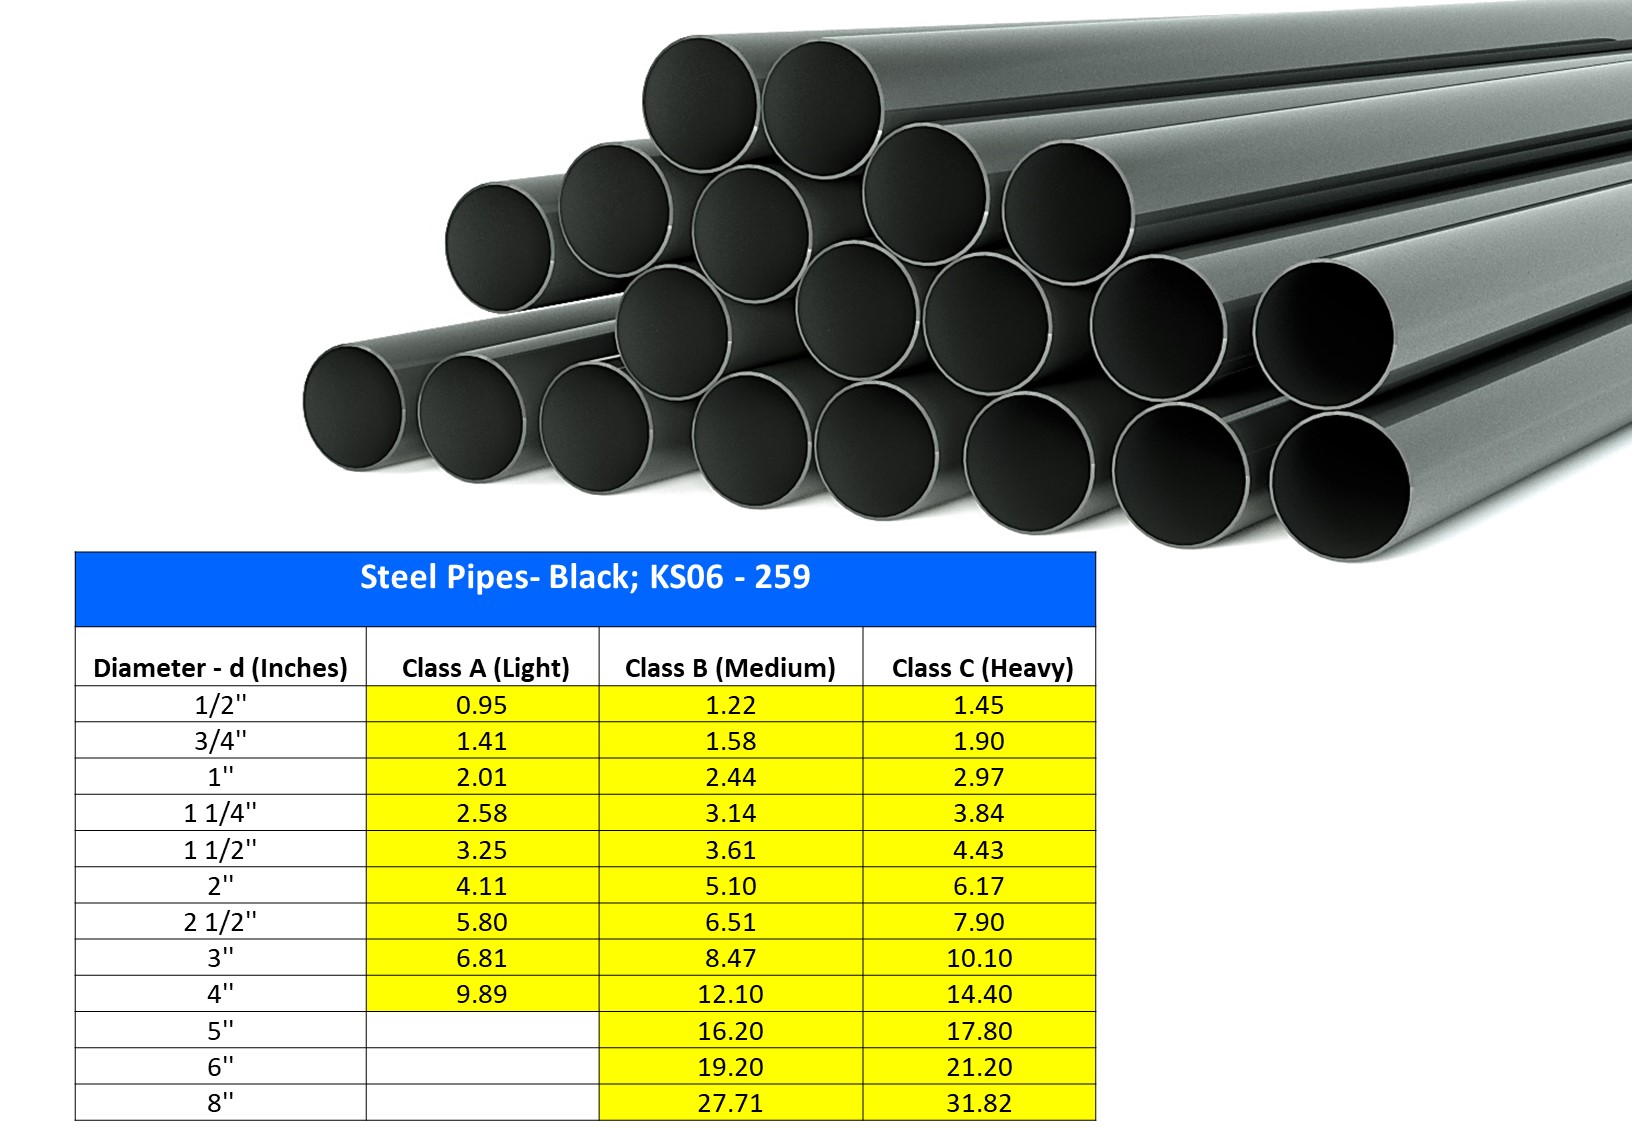 Steel Pipes- Black; KS06 - 259
Diameter - d (Inches) Class A (Light) Class B (Medium) Class C (Heavy)
1/2'' 0.95 1.22 1.45
3/4'' 1.41 1.58 1.90
1'' 2.01 2.44 2.97
1 1/4'' 2.58 3.14 3.84
1 1/2'' 3.25 3.61 4.43
2'' 4.11 5.10 6.17
2 1/2'' 5.80 6.51 7.90
3'' 6.81 8.47 10.10
4'' 9.89 12.10 14.40
5'' 16.20 17.80
6'' 19.20 21.20
8'' 27.71 31.82